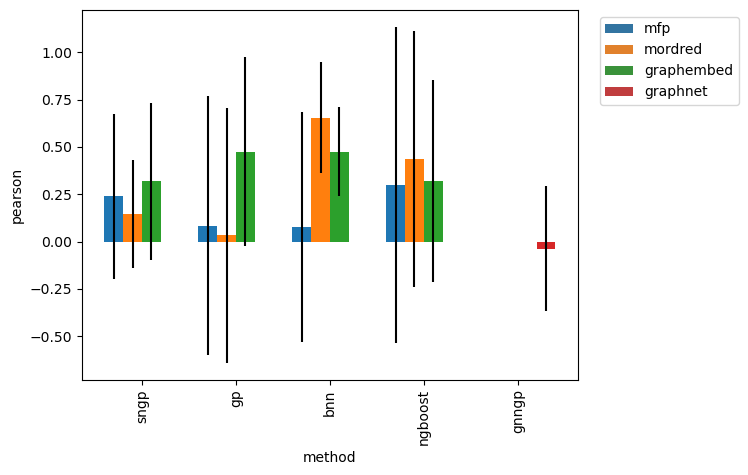 mfp
mordred
graphembed
graphnet
pearson
1.00
0.75
0.50
0.25
0.00
−0.25
−0.50
sngp
gp
bnn
ngboost
gnngp
method